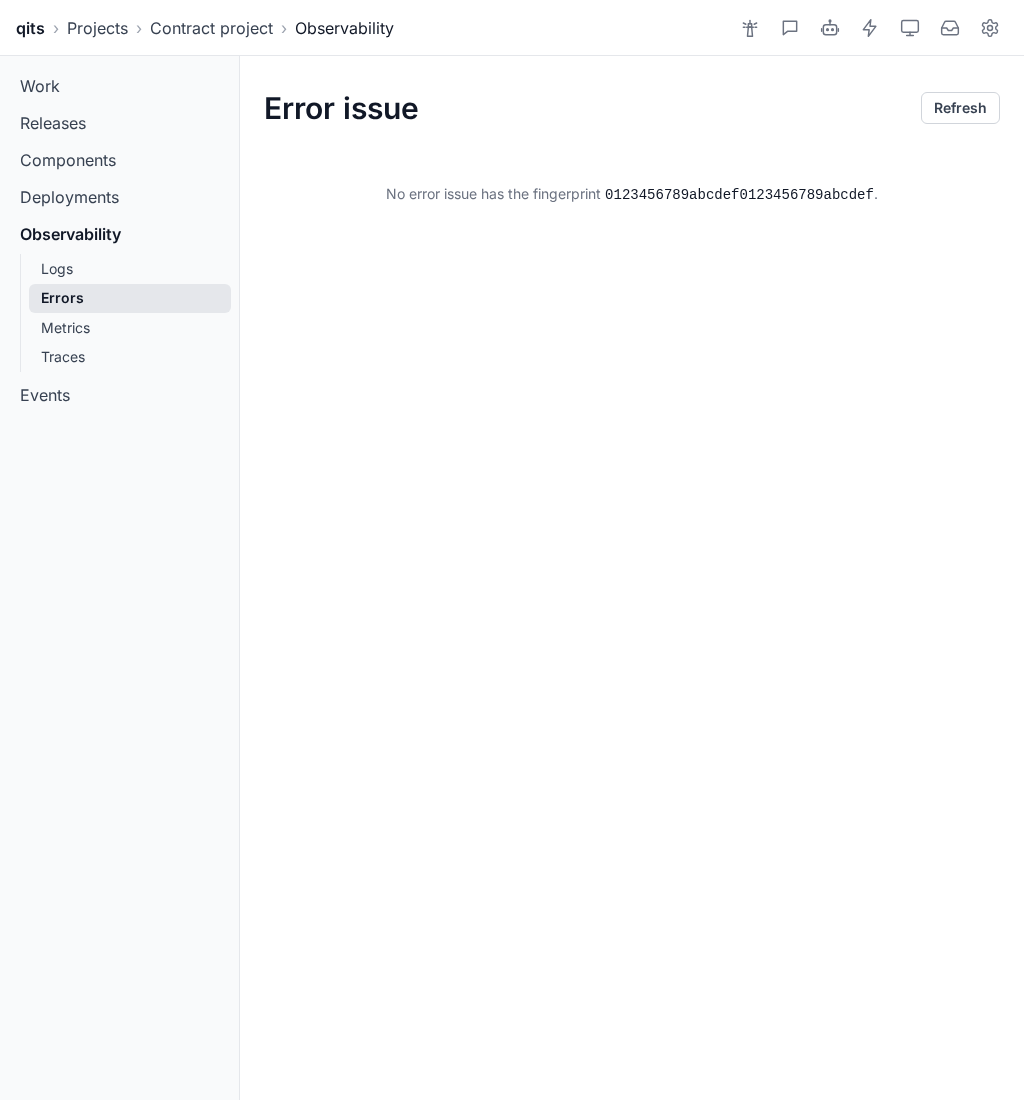 qits › Projects › Contract project › Observability
Work
Releases
Components
Deployments
Observability
Logs
Errors
Metrics
Traces
Events
Error issue
Refresh
No error issue has the fingerprint 0123456789abcdef0123456789abcdef.